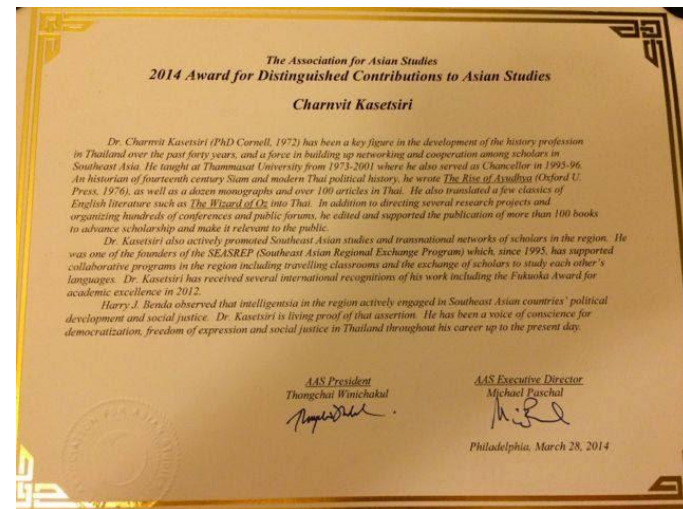 The Association for Asian Studies
2014 Award for Distinguished Contributions to Asian Studies
Charnvit Kasetsiri
Dr. Charnvit Kasetsiri (PhD Cornell, 1972) has been a key figure in the development of the history profession
in Thailand over the past forty years, and a force in building up networking and cooperation among scholars in
Southeast Asia. He taught at Thammasat University from 1973-2001 where he also served as Chancellor in 1995-96.
An historian of fourteenth century Siam and modern Thai political history, he wrote The Rise of Ayudhya (Oxford U.
Press, 1976), as well as a dozen monographs and over 100 articles in Thai. He also translated a few classics of
English literature such as The Wizard of Oz into Thai. In addition to directing several research projects and
organizing hundreds of conferences and public forums, he edited and supported the publication of more than 100 books
to advance scholarship and make it relevant to the public.
Dr. Kasetsiri also actively promoted Southeast Asian studies and transnational networks of scholars in the region. He
was one of the founders of the SEASREP (Southeast Asian Regional Exchange Program) which, since 1995, has supported
collaborative programs in the region including travelling classrooms and the exchange of scholars to study each other's
languages. Dr. Kasetsiri has received several international recognitions of his work including the Fukuoka Award for
academic excellence in 2012.
Harry J. Benda observed that intelligentsia in the region actively engaged in Southeast Asian countries' political
development and social justice. Dr. Kasetsiri is living proof of that assertion. He has been a voice of conscience for
democratization, freedom of expression and social justice in Thailand throughout his career up to the present day.
AAS President
Thongchai Winichakul
AAS Executive Director
Michael Paschal
Philadelphia, March 28, 2014